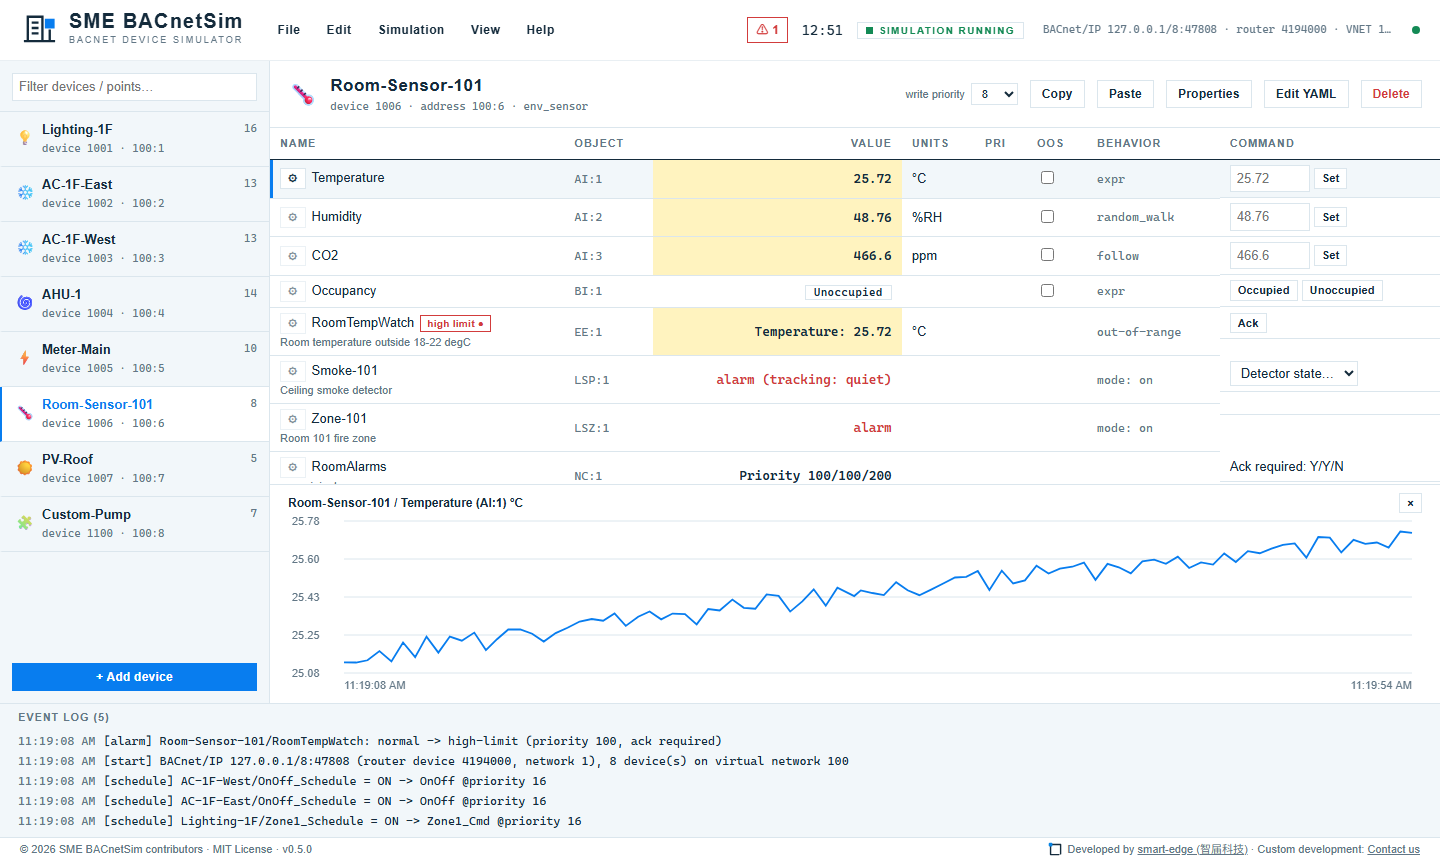 SME BACnetSim
BACNET DEVICE SIMULATOR
File Edit Simulation View Help
1 12:51 SIMULATION RUNNING BACnet/IP 127.0.0.1/8:47808 · router 4194000 · VNET 1…
Filter devices / points…
Lighting-1F 16
device 1001 · 100:1
AC-1F-East 13
device 1002 · 100:2
AC-1F-West 13
device 1003 · 100:3
AHU-1 14
device 1004 · 100:4
Meter-Main 10
device 1005 · 100:5
Room-Sensor-101 8
device 1006 · 100:6
PV-Roof 5
device 1007 · 100:7
Custom-Pump 7
device 1100 · 100:8
+ Add device
Room-Sensor-101
device 1006 · address 100:6 · env_sensor
write priority 8 Copy Paste Properties Edit YAML Delete
NAME OBJECT VALUE UNITS PRI OOS BEHAVIOR COMMAND
Temperature AI:1 25.72 °C expr 25.72 Set
Humidity AI:2 48.76 %RH random_walk 48.76 Set
CO2 AI:3 466.6 ppm follow 466.6 Set
Occupancy BI:1 Unoccupied expr Occupied Unoccupied
RoomTempWatch high limit ● EE:1 Temperature: 25.72 °C out-of-range Ack
Room temperature outside 18-22 degC
Smoke-101 LSP:1 alarm (tracking: quiet) mode: on Detector state…
Ceiling smoke detector
Zone-101 LSZ:1 alarm mode: on
Room 101 fire zone
RoomAlarms NC:1 Priority 100/100/200 Ack required: Y/Y/N
Room-Sensor-101 / Temperature (AI:1) °C ×
25.78
25.60
25.43
25.25
25.08
11:19:08 AM 11:19:54 AM
EVENT LOG (5)
11:19:08 AM [alarm] Room-Sensor-101/RoomTempWatch: normal -> high-limit (priority 100, ack required)
11:19:08 AM [start] BACnet/IP 127.0.0.1/8:47808 (router device 4194000, network 1), 8 device(s) on virtual network 100
11:19:08 AM [schedule] AC-1F-West/OnOff_Schedule = ON -> OnOff @priority 16
11:19:08 AM [schedule] AC-1F-East/OnOff_Schedule = ON -> OnOff @priority 16
11:19:08 AM [schedule] Lighting-1F/Zone1_Schedule = ON -> Zone1_Cmd @priority 16
© 2026 SME BACnetSim contributors · MIT License · v0.5.0
Developed by smart-edge (智届科技) · Custom development: Contact us